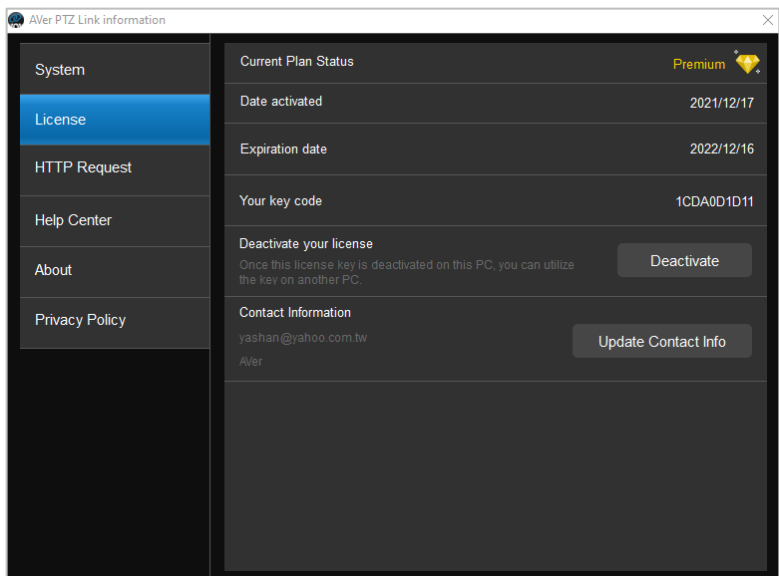 AVer PTZ Link information
System
License
HTTP Request
Help Center
About
Privacy Policy
Current Plan Status
Premium
Date activated
2021/12/17
Expiration date
2022/12/16
Your key code
1CDA0D1D11
Deactivate your license
Once this license key is deactivated on this PC, you can utilize
the key on another PC.
Deactivate
Contact Information
yashan@yahoo.com.tw
AVer
Update Contact Info